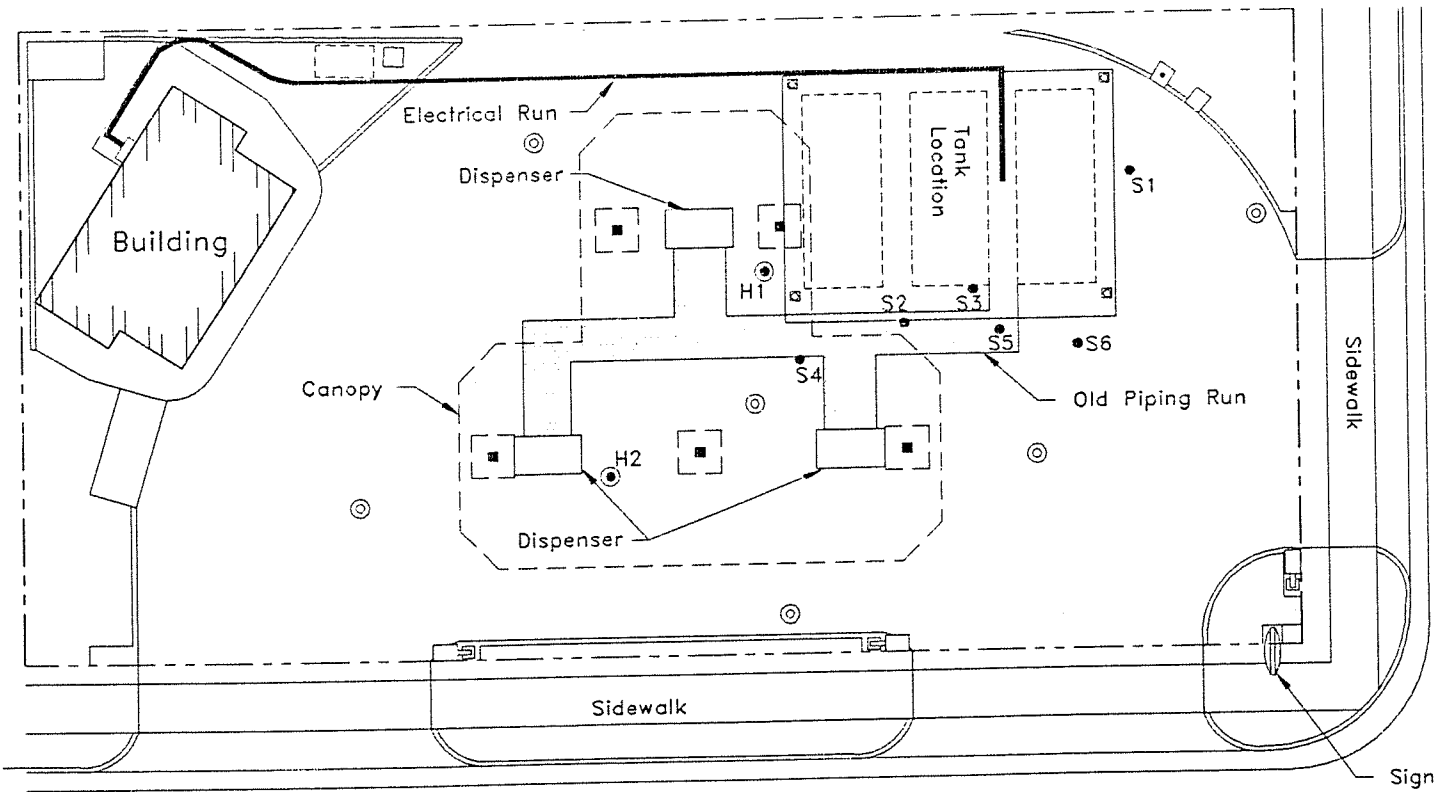 Electrical Run
Dispenser
Tank
Location
S1
Building
H1
S2
S3
S5
S6
S4
Canopy
Old Piping Run
Sidewalk
H2
Dispenser
Sidewalk
Sign